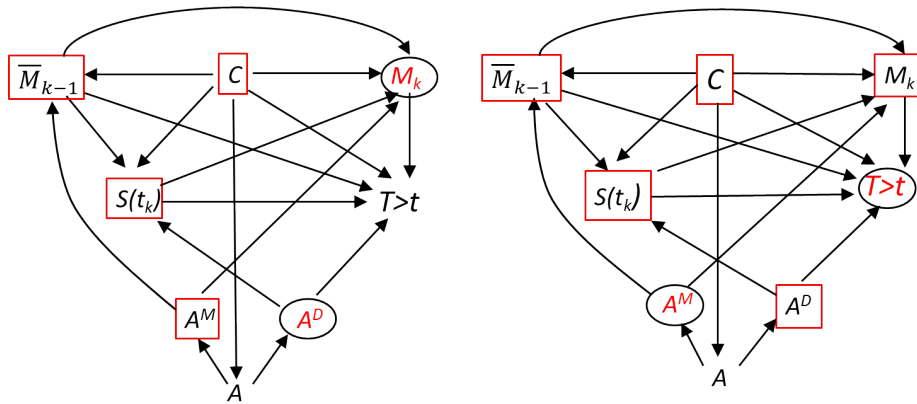 M̅ₖ₋₁ C Mₖ
S(tₖ) T>t
Aᴹ Aᴰ
A
M̅ₖ₋₁ C Mₖ
S(tₖ) T>t
Aᴹ Aᴰ
A